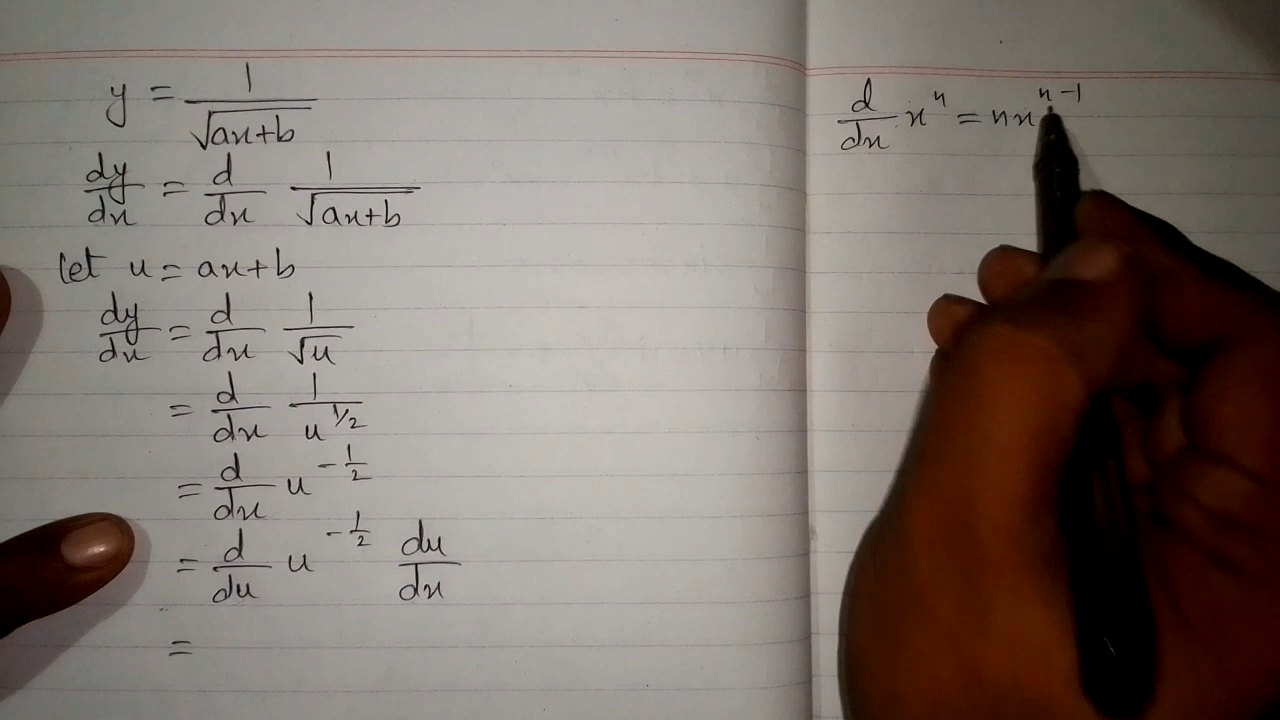 y = 1/√(ax+b)
dy/dx = d/dx 1/√(ax+b)
let u = ax+b
dy/dx = d/dx 1/√u
= d/dx 1/u^(1/2)
= d/dx u^(-1/2)
= d/du u^(-1/2) du/dx
=
d/dx x^n = nx^(n-1)